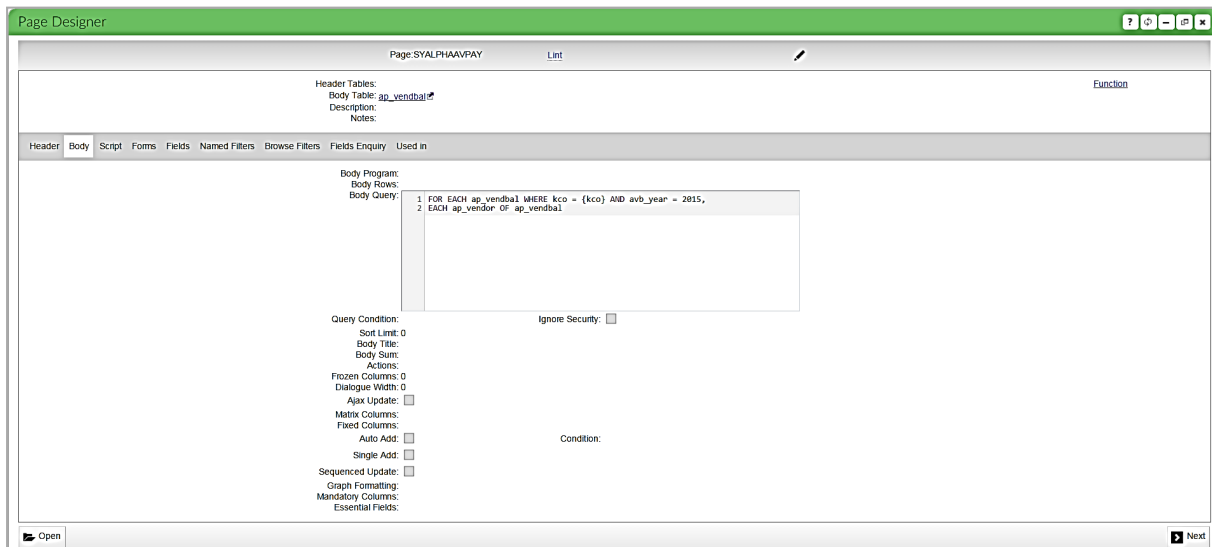 Page Designer
?
Page:SYALPHAAVPAY Lint
Header Tables:
Function
Body Table: ap_vendbal
Description:
Notes:
Header Body Script Forms Fields Named Filters Browse Filters Fields Enquiry Used in
Body Program:
Body Rows:
Body Query:
1 FOR EACH ap_vendbal WHERE kco = {kco} AND avb_year = 2015,
2 EACH ap_vendor OF ap_vendbal
Query Condition: Ignore Security:
Sort Limit: 0
Body Title:
Body Sum:
Actions:
Frozen Columns: 0
Dialogue Width: 0
Ajax Update:
Matrix Columns:
Fixed Columns:
Auto Add: Condition:
Single Add:
Sequenced Update:
Graph Formatting:
Mandatory Columns:
Essential Fields:
Open Next